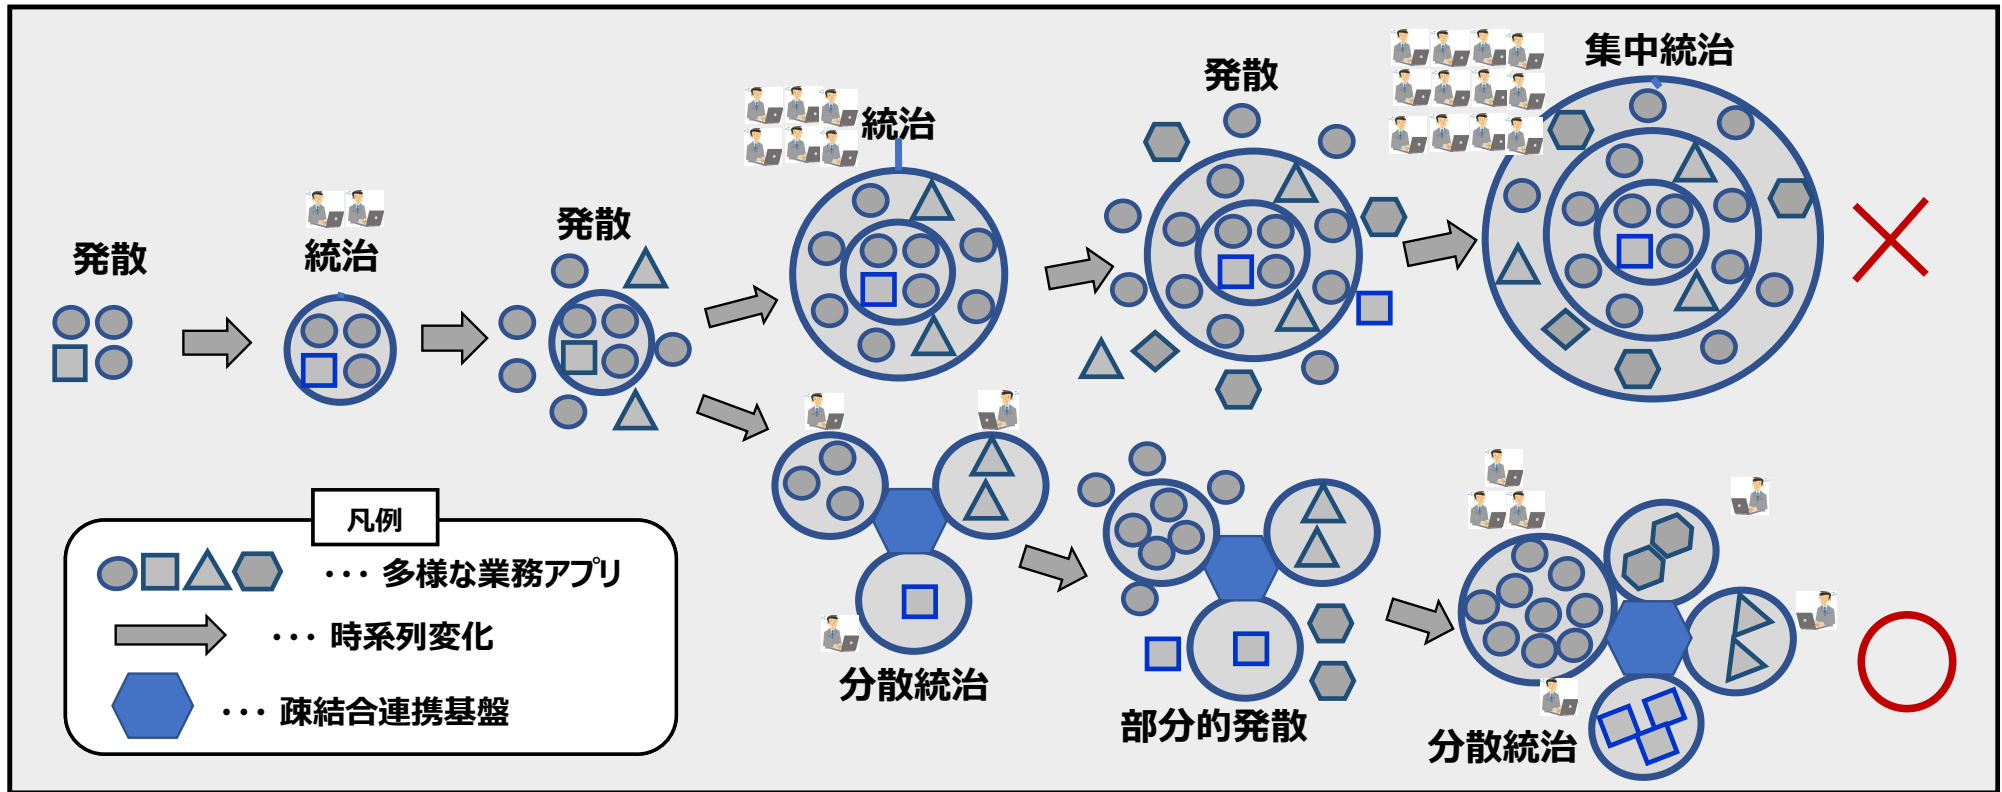 発散
統治
発散
統治
発散
集中統治
分散統治
部分的発散
分散統治
凡例
・・・ 多様な業務アプリ
・・・ 時系列変化
・・・ 疎結合連携基盤